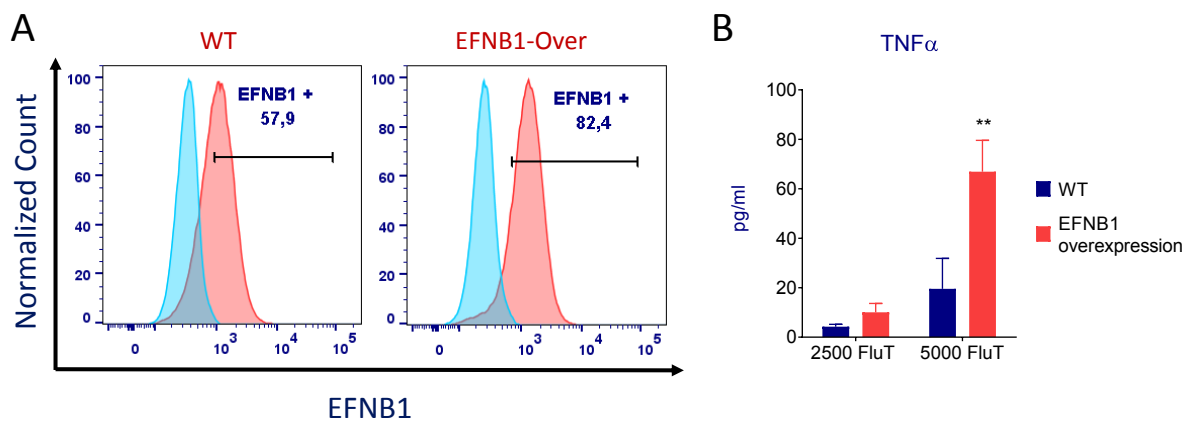 A
WT
EFNB1-Over
Normalized Count
100
80
60
40
20
0
EFNB1 +
57,9
0
10^3
10^4
10^5
100
80
60
40
20
0
EFNB1 +
82,4
0
10^3
10^4
10^5
EFNB1
B
TNFα
pg/ml
100
80
60
40
20
0
**
2500 FluT
5000 FluT
WT
EFNB1
overexpression